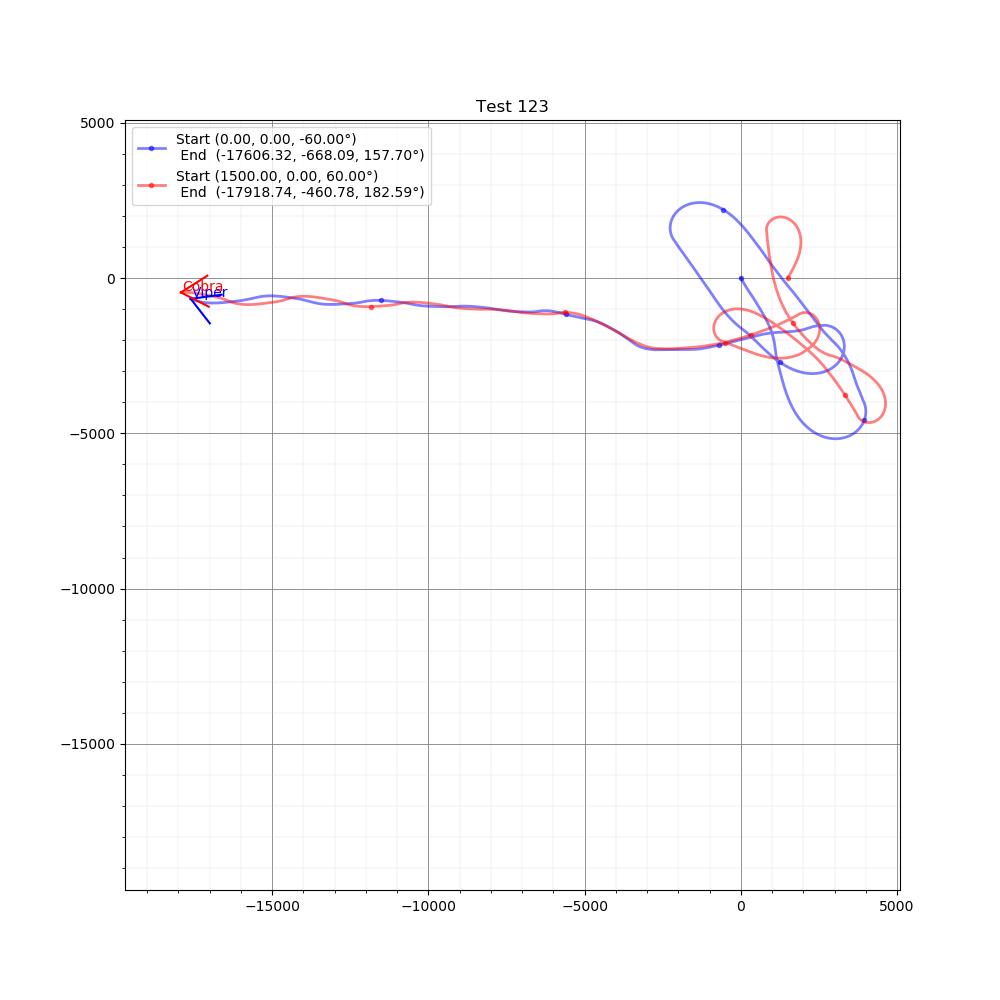 Test 123
Start (0.00, 0.00, -60.00°)
End (-17606.32, -668.09, 157.70°)
Start (1500.00, 0.00, 60.00°)
End (-17918.74, -460.78, 182.59°)
5000
0
−5000
−10000
−15000
Cobra
Viper
−15000
−10000
−5000
0
5000